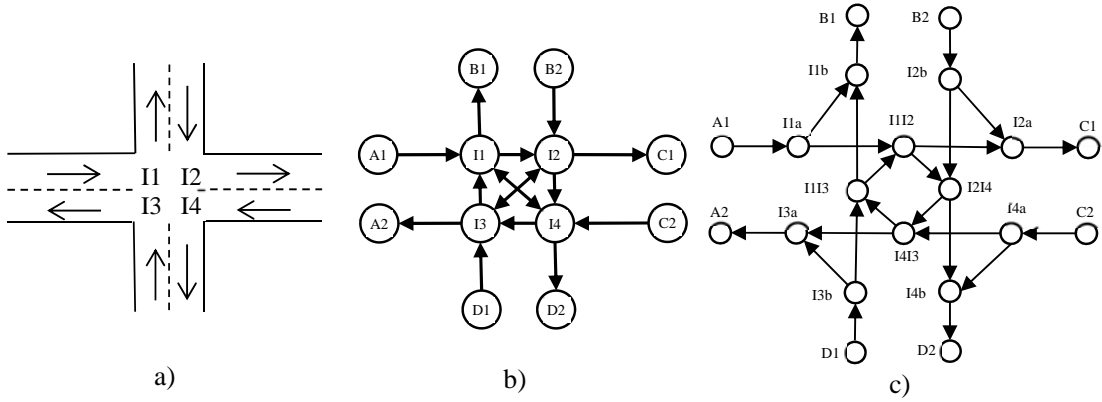 I1 I2
I3 I4
a)
B1 B2
A1 I1 I2 C1
A2 I3 I4 C2
D1 D2
b)
B1 B2
I1b I2b
A1 I1a I1I2 I2a C1
I1I3 I2I4
A2 I3a I4a C2
I4I3
I3b I4b
D1 D2
c)